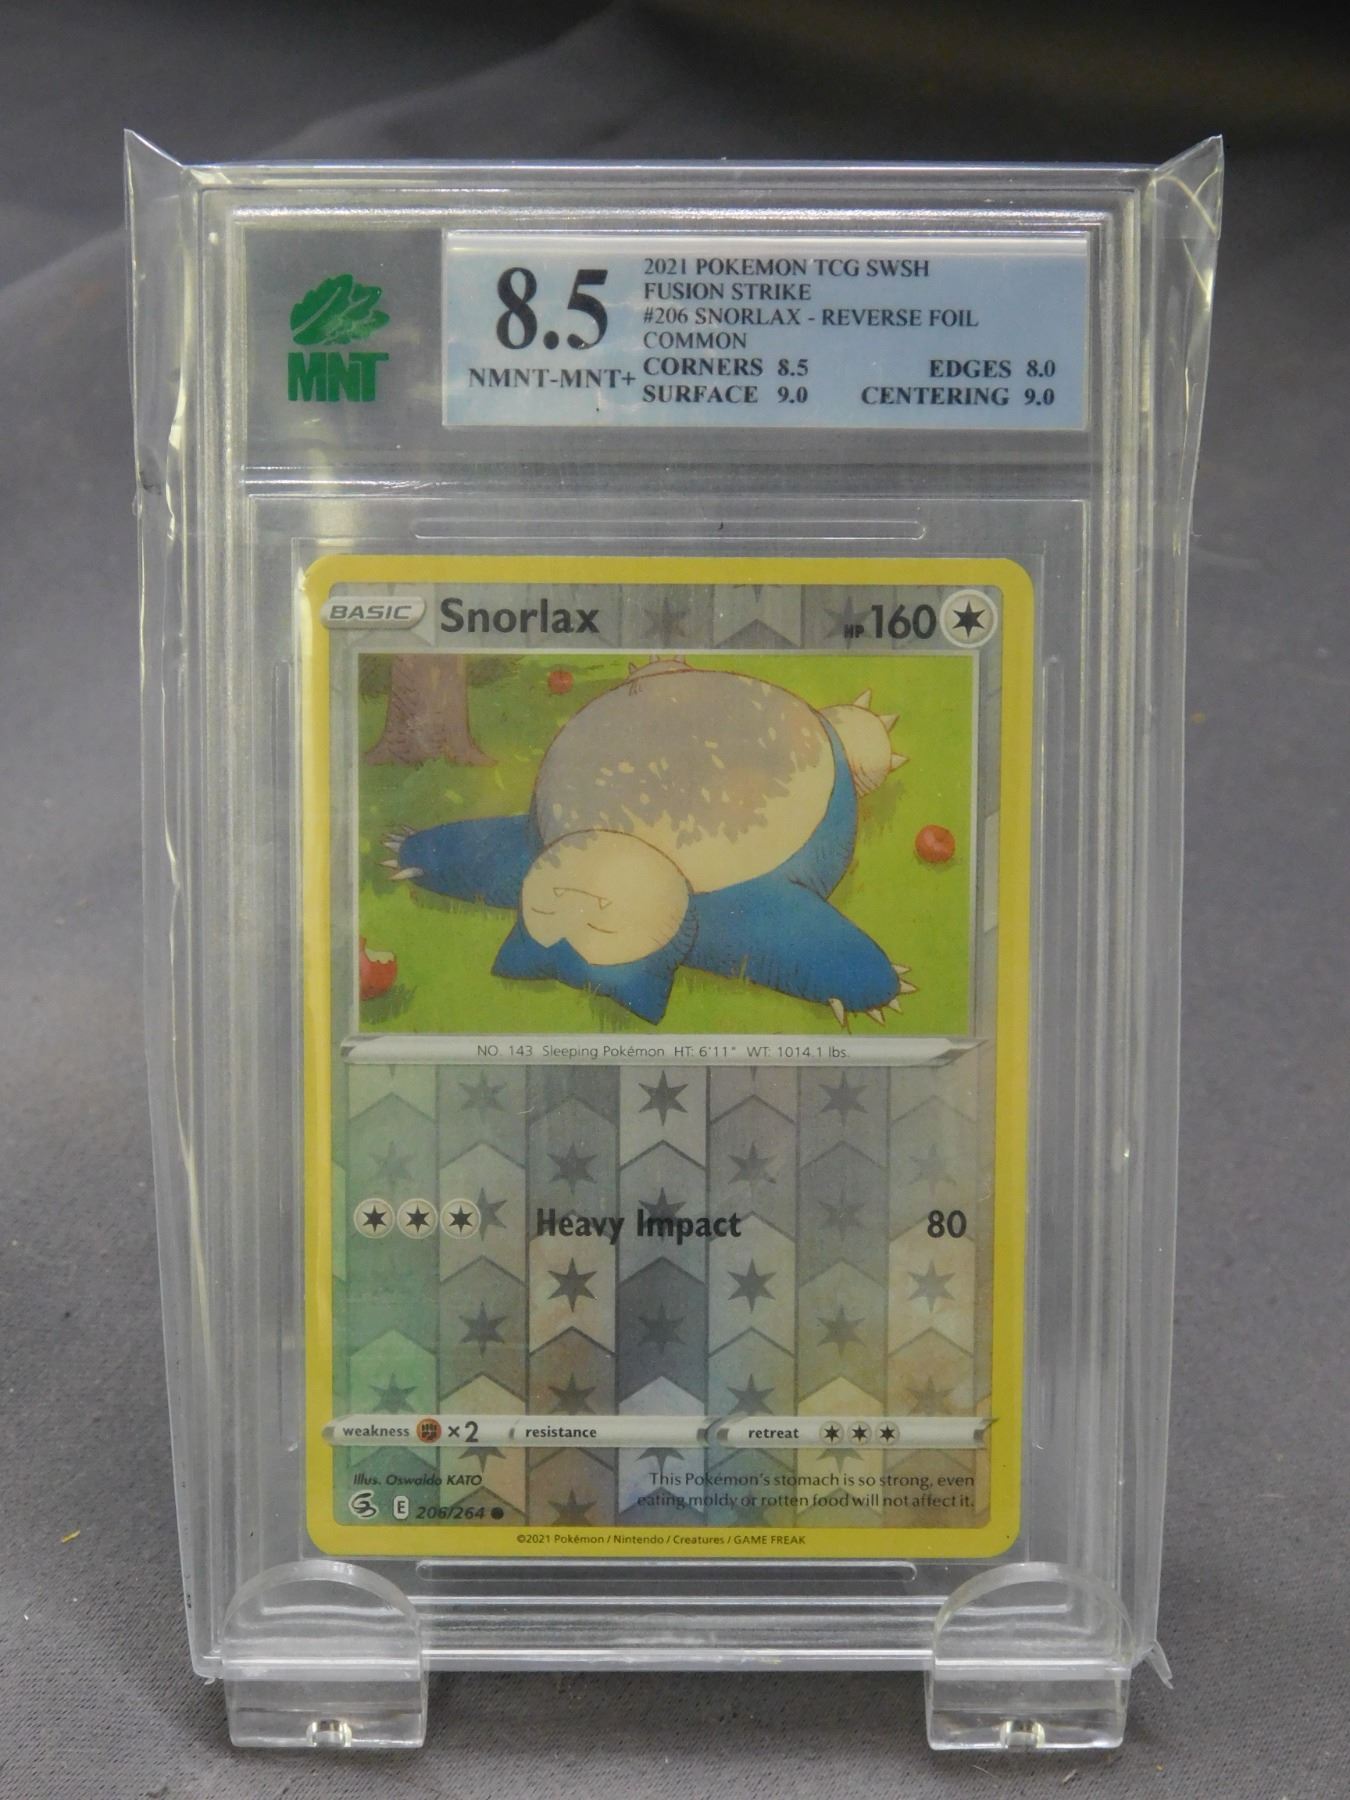 MNT
8.5
NMNT-MNT+
2021 POKEMON TCG SWSH
FUSION STRIKE
#206 SNORLAX - REVERSE FOIL
COMMON
CORNERS 8.5 EDGES 8.0
SURFACE 9.0 CENTERING 9.0
BASIC Snorlax HP 160
NO. 143 Sleeping Pokémon HT: 6'11" WT: 1014.1 lbs.
Heavy Impact 80
weakness ×2 resistance retreat
Illus. Oswaldo KATO
This Pokémon's stomach is so strong, even
eating moldy or rotten food will not affect it.
E 206/264 ●
©2021 Pokémon / Nintendo / Creatures / GAME FREAK